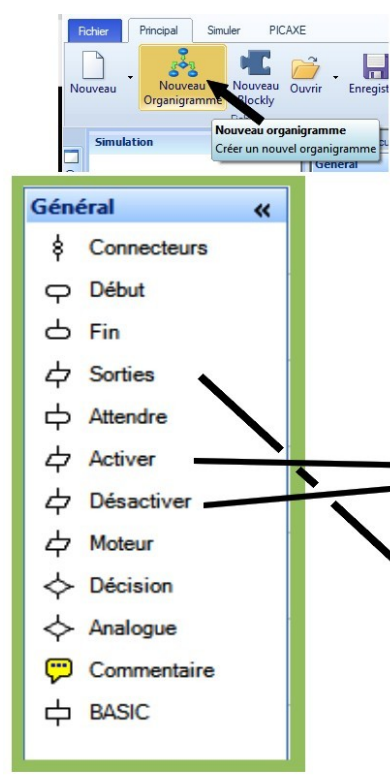 Fichier Principal Simuler PICAXE
Nouveau Nouveau Organigramme Nouveau Blockly Ouvrir Enregist
Nouveau organigramme
Créer un nouvel organigramme
Simulation
Général
Général «
Connecteurs
Début
Fin
Sorties
Attendre
Activer
Désactiver
Moteur
Décision
Analogue
Commentaire
BASIC